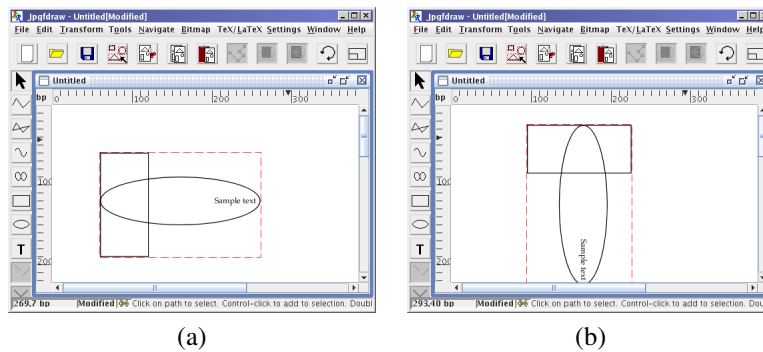 Jpgfdraw - Untitled[Modified]
File Edit Transform Tools Navigate Bitmap TeX/LaTeX Settings Window Help
Untitled
bp 0 100 200 300
100
200
Sample text
T
269,7 bp Modified Click on path to select. Control-click to add to selection. Doubl
(a)
Jpgfdraw - Untitled[Modified]
File Edit Transform Tools Navigate Bitmap TeX/LaTeX Settings Window Help
Untitled
bp 0 100 200 300
100
200
Sample text
T
293,40 bp Modified Click on path to select. Control-click to add to selection. Dou
(b)